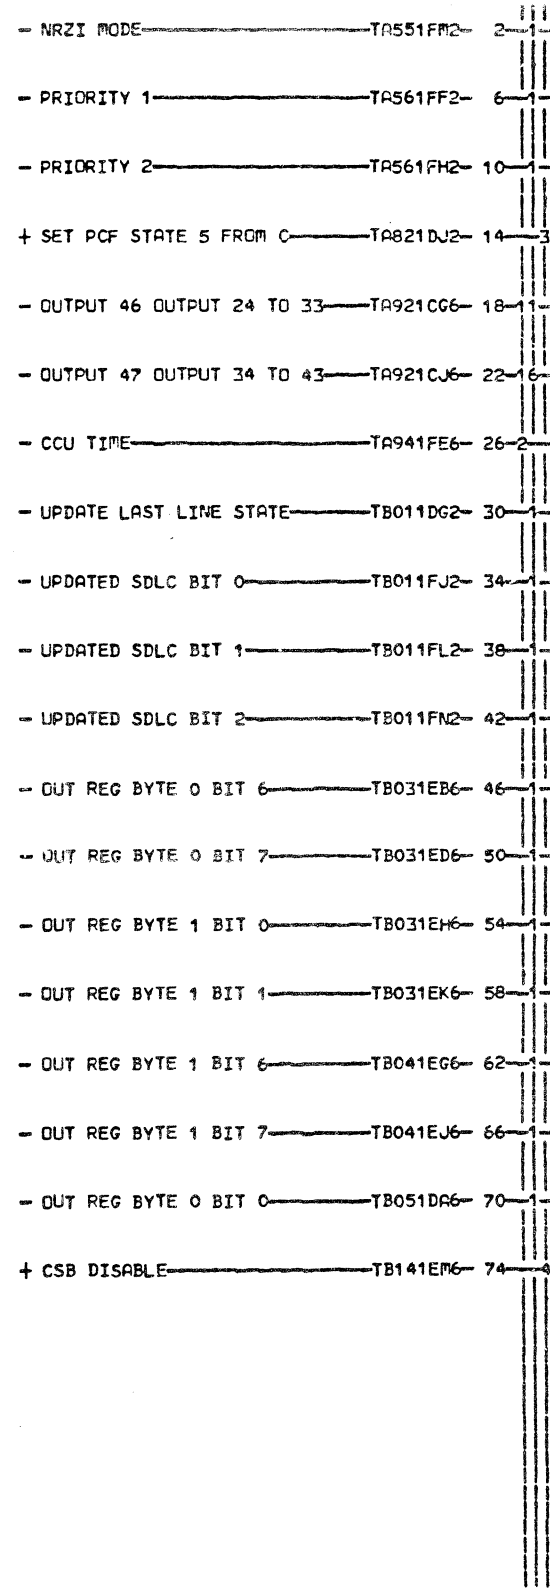 - NRZI MODE TA551FM2- 2 1
- PRIORITY 1 TA561FF2- 6 1
- PRIORITY 2 TA561FH2- 10 1
+ SET PCF STATE 5 FROM C TA821DJ2- 14 3
- OUTPUT 46 OUTPUT 24 TO 33 TA921CG6- 18 11
- OUTPUT 47 OUTPUT 34 TO 43 TA921CJ6- 22 16
- CCU TIME TA941FE6- 26 2
- UPDATE LAST LINE STATE TB011DG2- 30 1
- UPDATED SDLC BIT 0 TB011FJ2- 34 1
- UPDATED SDLC BIT 1 TB011FL2- 38 1
- UPDATED SDLC BIT 2 TB011FN2- 42 1
- OUT REG BYTE 0 BIT 6 TB031EB6- 46 1
- OUT REG BYTE 0 BIT 7 TB031ED6- 50 1
- OUT REG BYTE 1 BIT 0 TB031EH6- 54 1
- OUT REG BYTE 1 BIT 1 TB031EK6- 58 1
- OUT REG BYTE 1 BIT 6 TB041EG6- 62 1
- OUT REG BYTE 1 BIT 7 TB041EJ6- 66 1
- OUT REG BYTE 0 BIT 0 TB051DA6- 70 1
+ CSB DISABLE TB141EM6- 74 4